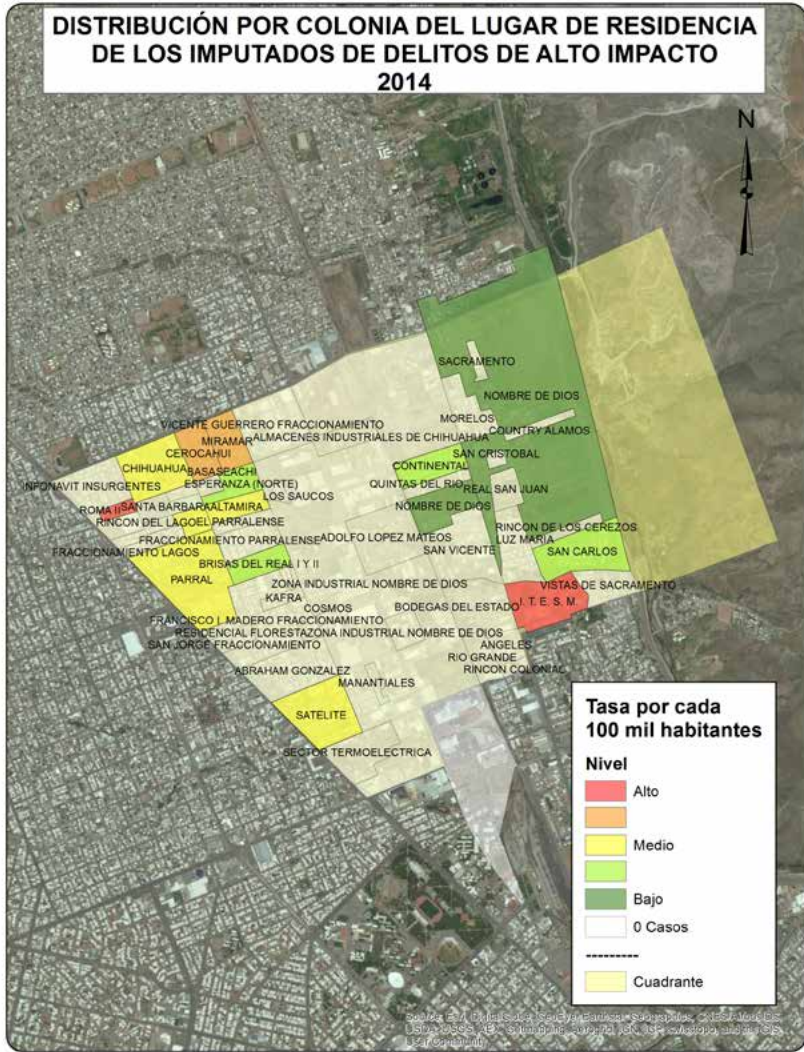 DISTRIBUCIÓN POR COLONIA DEL LUGAR DE RESIDENCIA
DE LOS IMPUTADOS DE DELITOS DE ALTO IMPACTO
2014
N
SACRAMENTO
NOMBRE DE DIOS
MORELOS
COUNTRY ALAMOS
VICENTE GUERRERO FRACCIONAMIENTO
MIRAMAR
ALMACENES INDUSTRIALES DE CHIHUAHUA
CEROCAHUI
SAN CRISTOBAL
CHIHUAHUA
BASASEACHI
CONTINENTAL
INFONAVIT INSURGENTES
ESPERANZA (NORTE)
QUINTAS DEL RIO
REAL SAN JUAN
LOS SAUCOS
ROMA II
SANTA BARBARA
ALTAMIRA
NOMBRE DE DIOS
RINCON DEL LAGO
EL PARRALENSE
RINCON DE LOS CEREZOS
FRACCIONAMIENTO PARRALENSE
ADOLFO LOPEZ MATEOS
LUZ MARIA
FRACCIONAMIENTO LAGOS
SAN VICENTE
SAN CARLOS
BRISAS DEL REAL I Y II
PARRAL
ZONA INDUSTRIAL NOMBRE DE DIOS
VISTAS DE SACRAMENTO
KAFRA
COSMOS
BODEGAS DEL ESTADO
I. T. E. S. M.
FRANCISCO I. MADERO FRACCIONAMIENTO
RESIDENCIAL FLORESTA
ZONA INDUSTRIAL NOMBRE DE DIOS
SAN JORGE FRACCIONAMIENTO
ANGELES
RIO GRANDE
ABRAHAM GONZALEZ
RINCON COLONIAL
MANANTIALES
SATELITE
SECTOR TERMOELECTRICA
Tasa por cada
100 mil habitantes
Nivel
Alto
Medio
Bajo
0 Casos
---------
Cuadrante